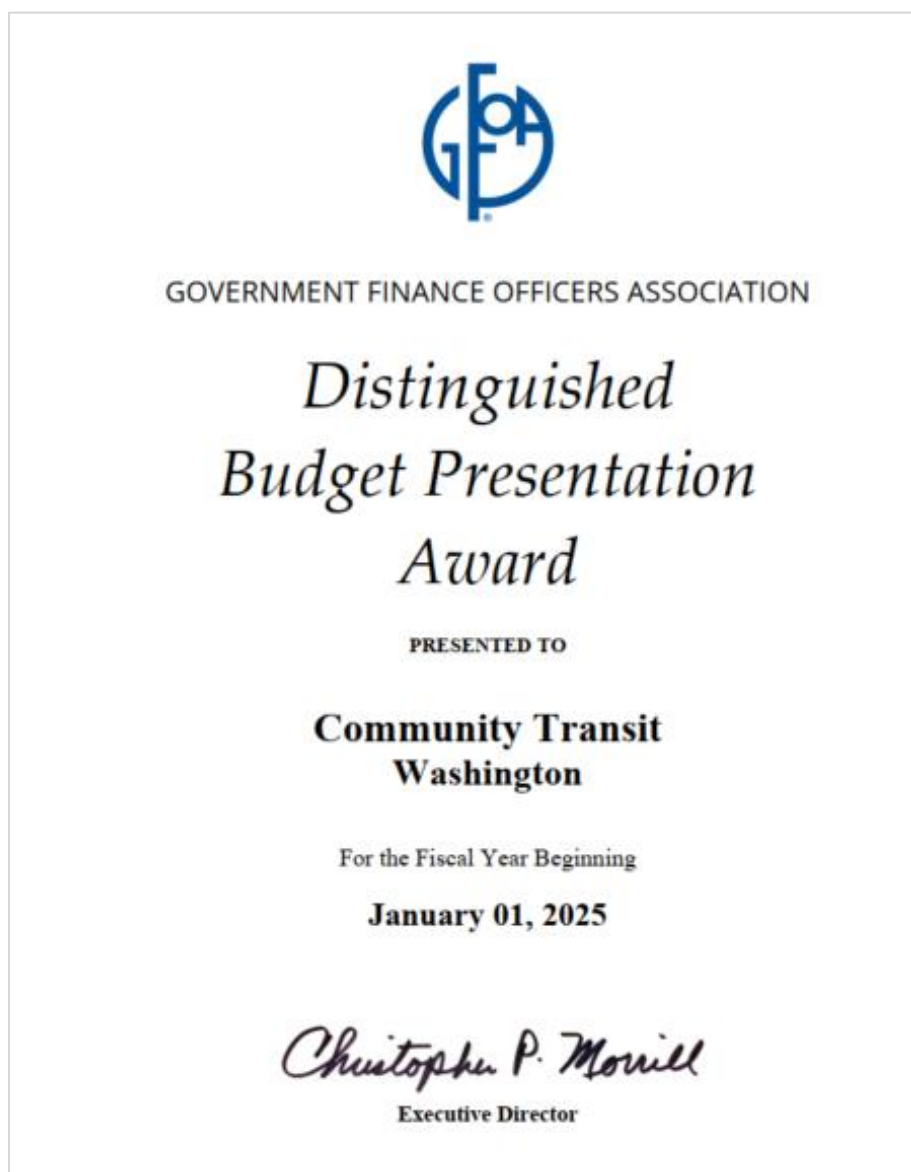 GFOA
GOVERNMENT FINANCE OFFICERS ASSOCIATION
Distinguished
Budget Presentation
Award
PRESENTED TO
Community Transit
Washington
For the Fiscal Year Beginning
January 01, 2025
Christopher P. Morrill
Executive Director